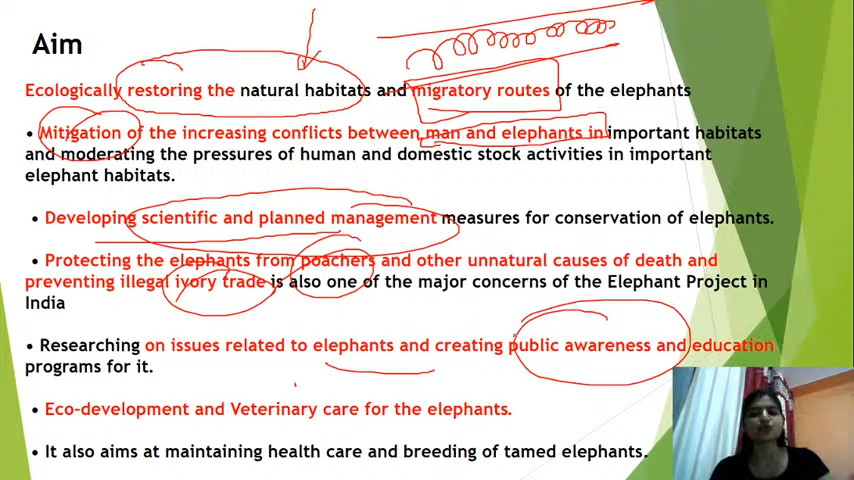 Aim
Ecologically restoring the natural habitats and migratory routes of the elephants
• Mitigation of the increasing conflicts between man and elephants in important habitats
and moderating the pressures of human and domestic stock activities in important
elephant habitats.
• Developing scientific and planned management measures for conservation of elephants.
• Protecting the elephants from poachers and other unnatural causes of death and
preventing illegal ivory trade is also one of the major concerns of the Elephant Project in
India
• Researching on issues related to elephants and creating public awareness and education
programs for it.
• Eco-development and Veterinary care for the elephants.
• It also aims at maintaining health care and breeding of tamed elephants.